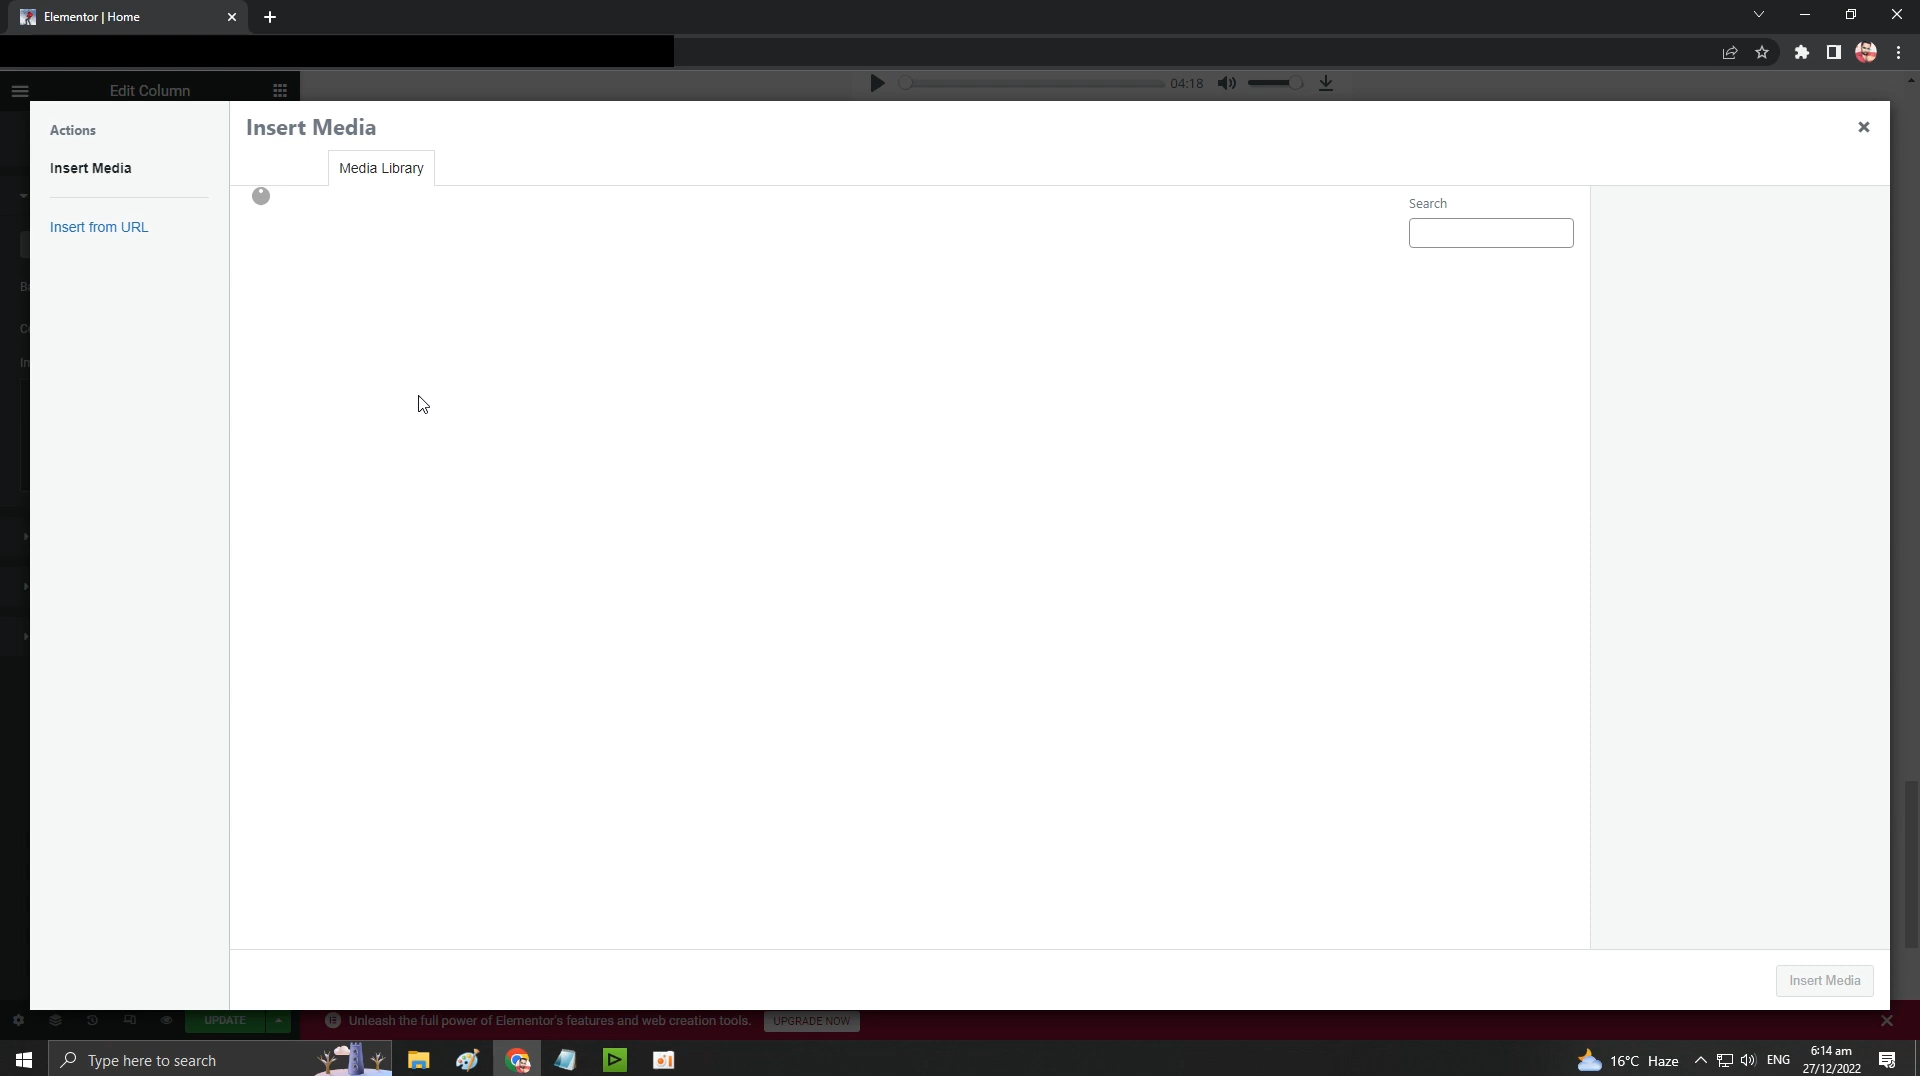 Elementor | Home
Edit Column
04:18
Actions
Insert Media
Insert from URL
Insert Media
Media Library
Search
Insert Media
UPDATE
Unleash the full power of Elementor's features and web creation tools.
UPGRADE NOW
Type here to search
16°C Haze
ENG
6:14 am
27/12/2022